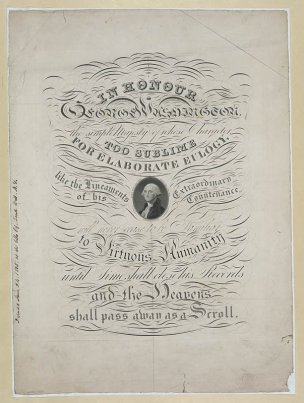 IN HONOUR
GEORGE WASHINGTON,
the simple Majesty of whose Character,
TOO SUBLIME
FOR ELABORATE EULOGY,
like the Lineaments
of his
Extraordinary
Countenance,
to Virtuous Humanity
until Time shall close his Records
and the Heavens
shall pass away as a Scroll.